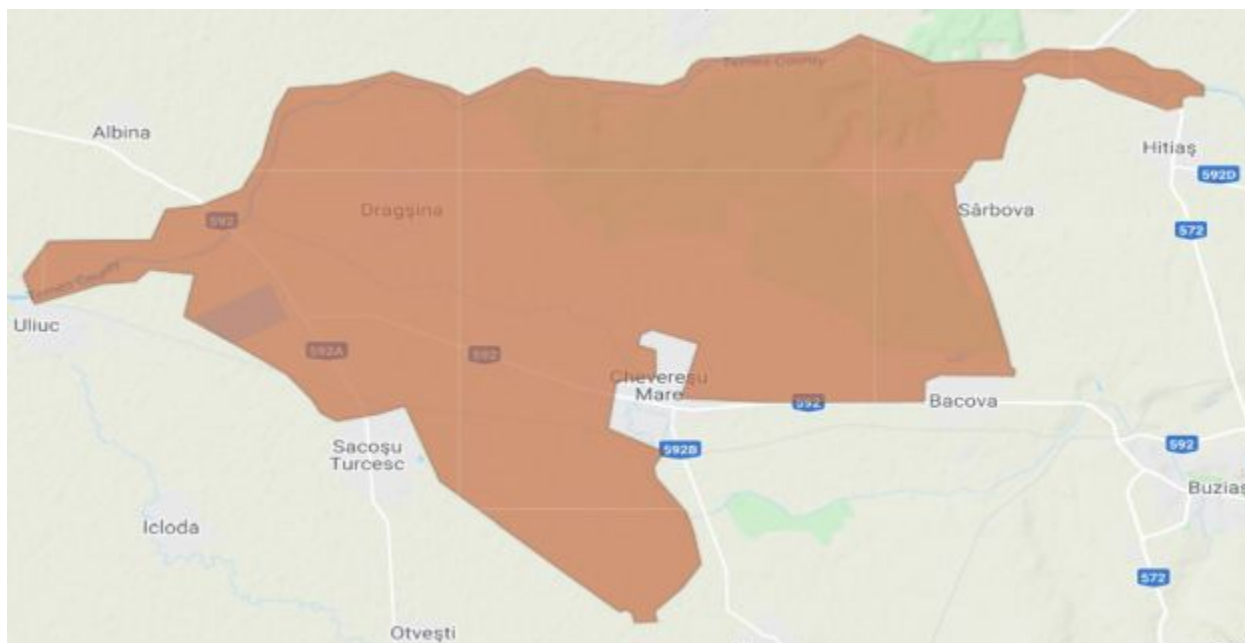 Timiș County
Albina
Hitiaș
592D
592
Dragșina
Sârbova
572
Timiș County
Uliuc
592A
592
Chevereșu
Mare
592
Bacova
Sacoșu
Turcesc
592B
592
Buziaș
Icloda
572
Otvești